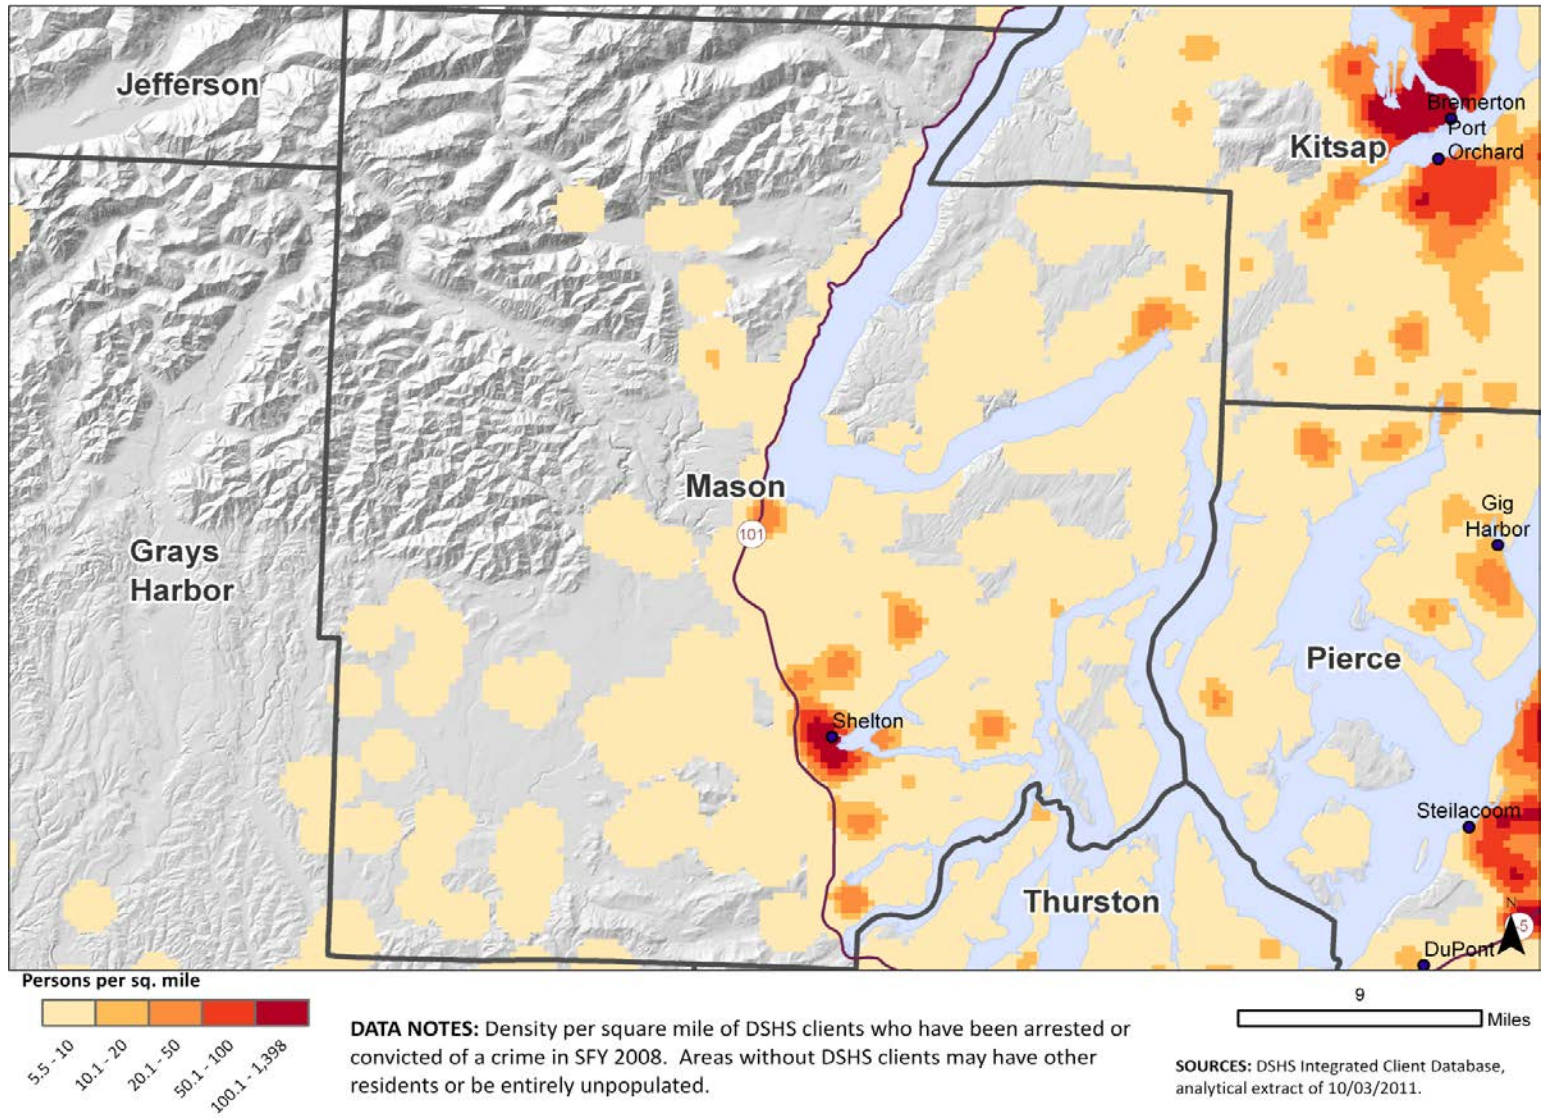 Jefferson
Bremerton
Port
Orchard
Kitsap
Mason
101
Gig
Harbor
Grays
Harbor
Pierce
Shelton
Steilacoom
Thurston
N
5
DuPont
Persons per sq. mile
5.5 - 10
10.1 - 20
20.1 - 50
50.1 - 100
100.1 - 1,398
DATA NOTES: Density per square mile of DSHS clients who have been arrested or
convicted of a crime in SFY 2008. Areas without DSHS clients may have other
residents or be entirely unpopulated.
9
Miles
SOURCES: DSHS Integrated Client Database,
analytical extract of 10/03/2011.